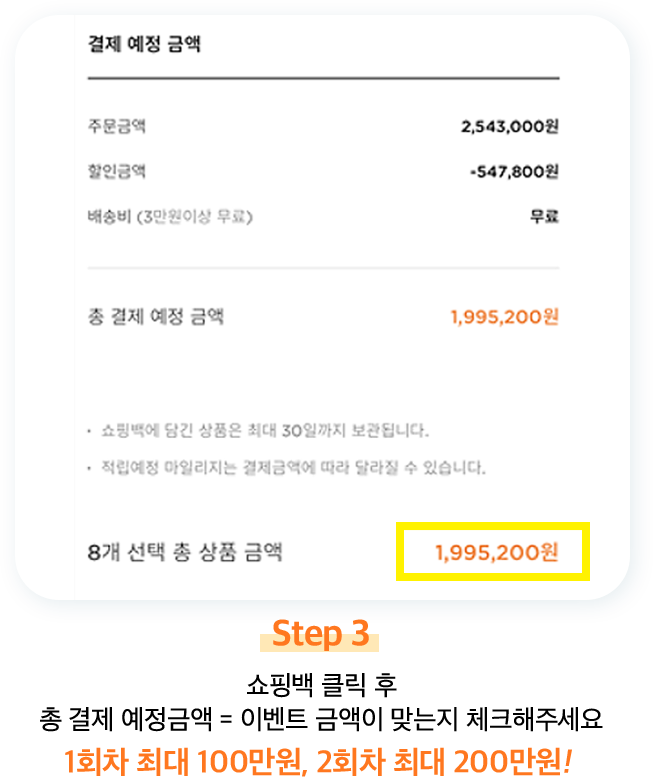 결제 예정 금액
주문금액 2,543,000원
할인금액 -547,800원
배송비 (3만원이상 무료) 무료
총 결제 예정 금액 1,995,200원
• 쇼핑백에 담긴 상품은 최대 30일까지 보관됩니다.
• 적립예정 마일리지는 결제금액에 따라 달라질 수 있습니다.
8개 선택 총 상품 금액 1,995,200원
Step 3
쇼핑백 클릭 후
총 결제 예정금액 = 이벤트 금액이 맞는지 체크해주세요
1회차 최대 100만원, 2회차 최대 200만원!